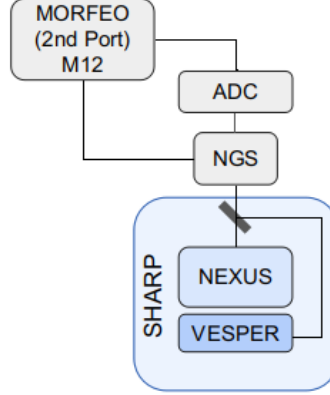 MORFEO
(2nd Port)
M12
ADC
NGS
SHARP
NEXUS
VESPER